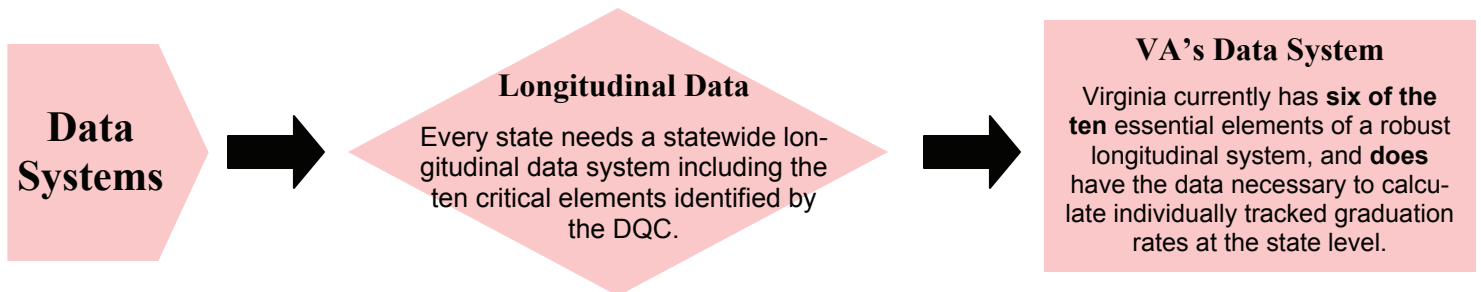 Data
Systems
Longitudinal Data
Every state needs a statewide lon-
gitudinal data system including the
ten critical elements identified by
the DQC.
VA’s Data System
Virginia currently has six of the
ten essential elements of a robust
longitudinal system, and does
have the data necessary to calcu-
late individually tracked graduation
rates at the state level.